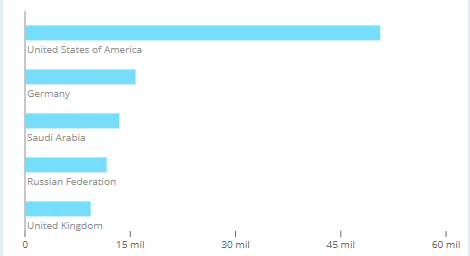 United States of America
Germany
Saudi Arabia
Russian Federation
United Kingdom
0 15 mil 30 mil 45 mil 60 mil